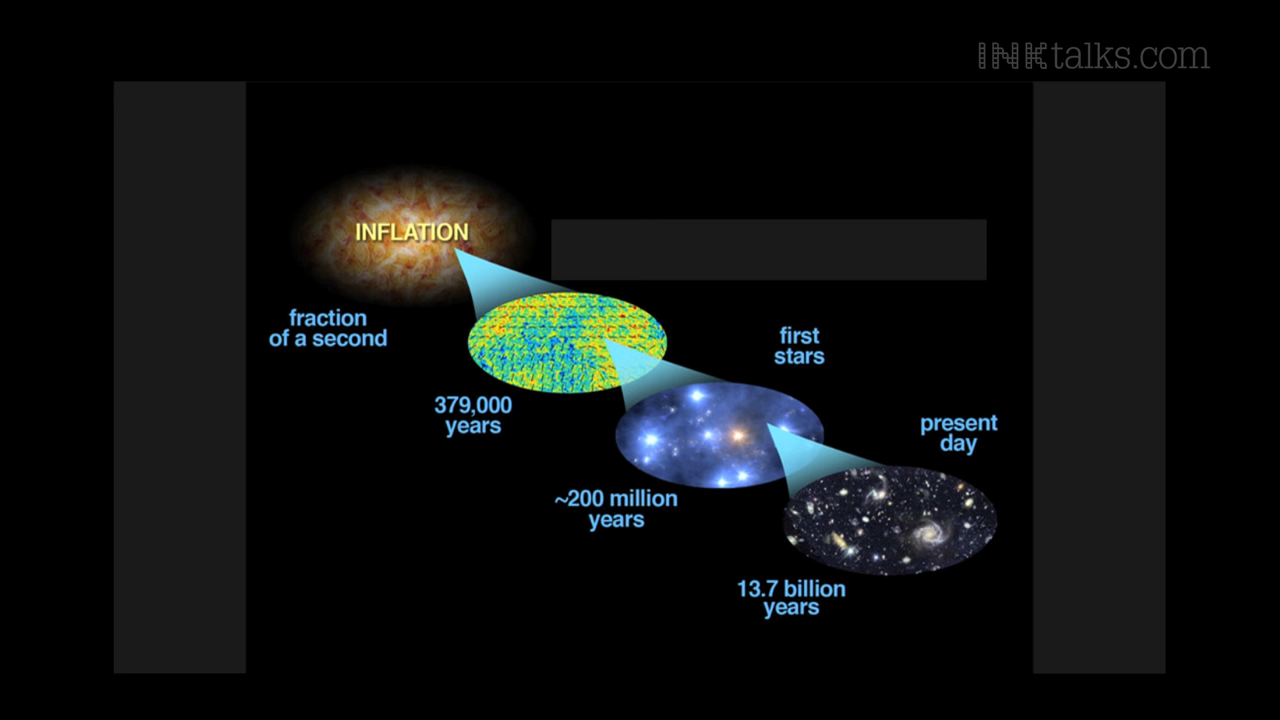 INKtalks.com
INFLATION
fraction
of a second
379,000
years
first
stars
~200 million
years
present
day
13.7 billion
years